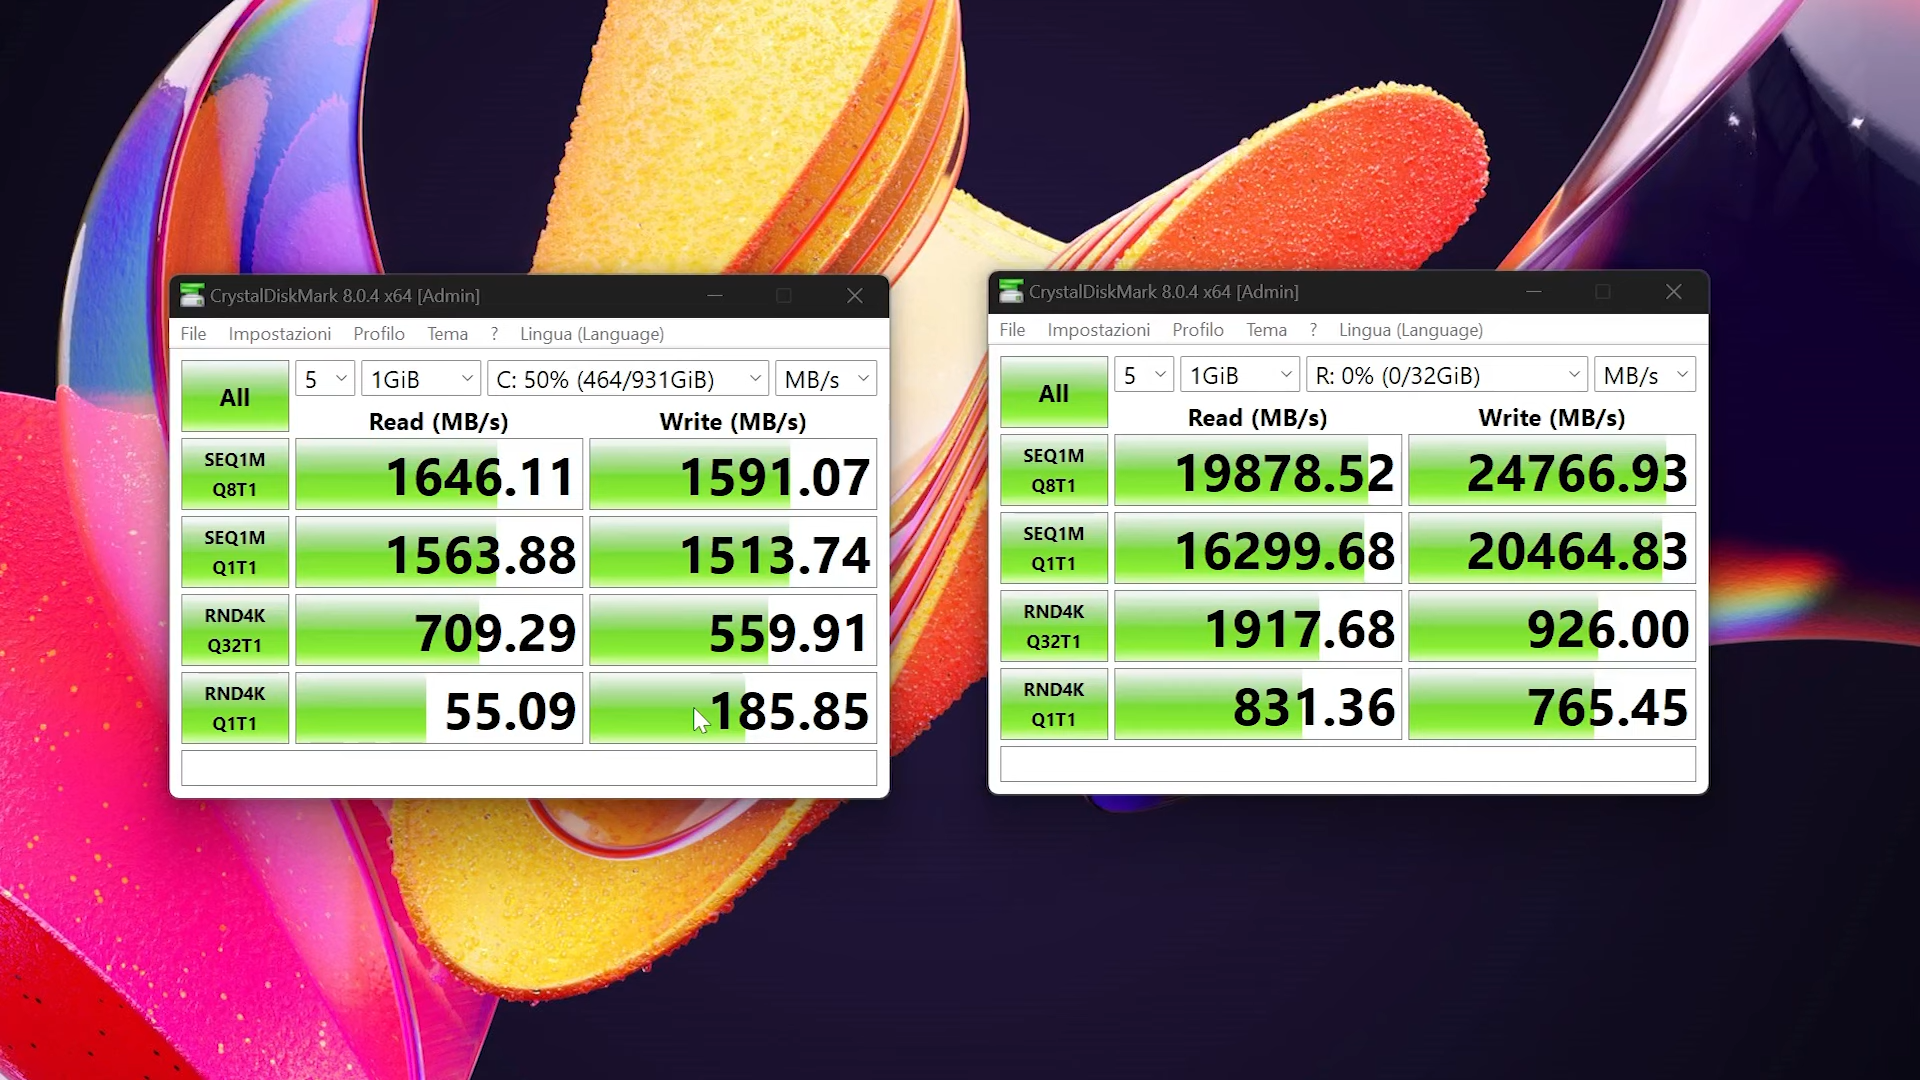 CrystalDiskMark 8.0.4 x64 [Admin]
File Impostazioni Profilo Tema ? Lingua (Language)
All 5 1GiB C: 50% (464/931GiB) MB/s
Read (MB/s) Write (MB/s)
SEQ1M
Q8T1
1646.11 1591.07
SEQ1M
Q1T1
1563.88 1513.74
RND4K
Q32T1
709.29 559.91
RND4K
Q1T1
55.09 185.85
CrystalDiskMark 8.0.4 x64 [Admin]
File Impostazioni Profilo Tema ? Lingua (Language)
All 5 1GiB R: 0% (0/32GiB) MB/s
Read (MB/s) Write (MB/s)
SEQ1M
Q8T1
19878.52 24766.93
SEQ1M
Q1T1
16299.68 20464.83
RND4K
Q32T1
1917.68 926.00
RND4K
Q1T1
831.36 765.45